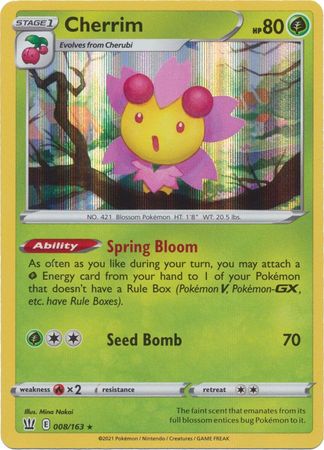 STAGE 1 Cherrim HP 80
Evolves from Cherubi
NO. 421 Blossom Pokémon HT: 1'8" WT: 20.5 lbs.
Ability Spring Bloom
As often as you like during your turn, you may attach a
Energy card from your hand to 1 of your Pokémon
that doesn't have a Rule Box (Pokémon V, Pokémon-GX,
etc. have Rule Boxes).
Seed Bomb 70
weakness ×2 resistance retreat
Illus. Mina Nakai
E 008/163 ★
The faint scent that emanates from its
full blossom entices bug Pokémon to it.
©2021 Pokémon / Nintendo / Creatures / GAME FREAK